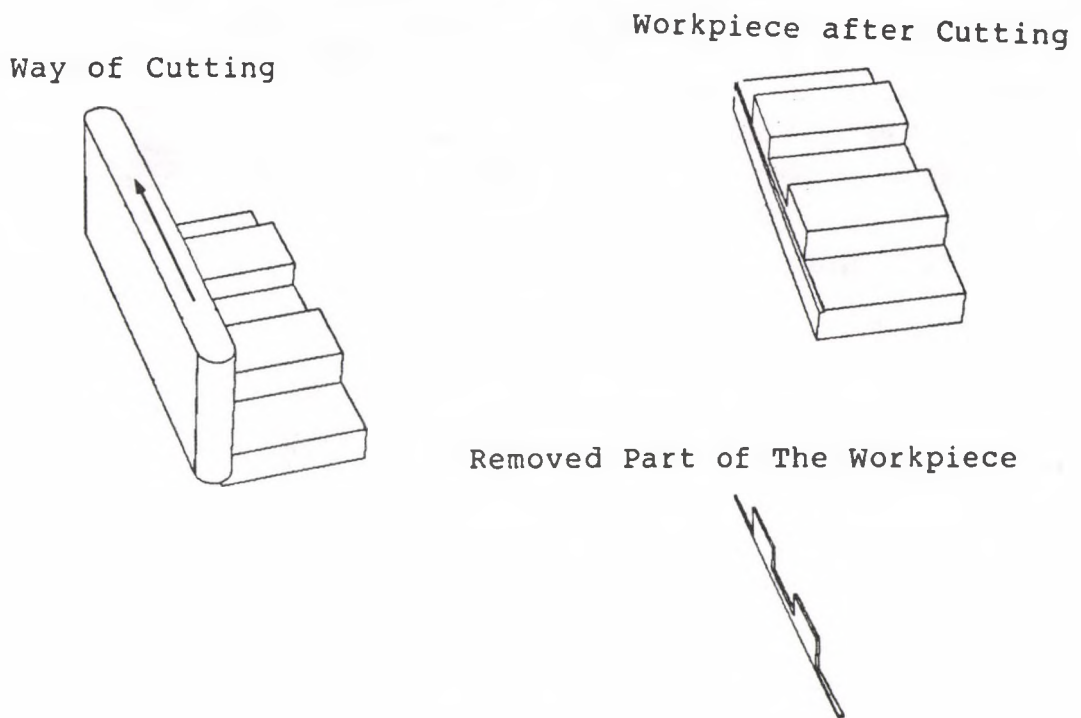 Workpiece after Cutting
Way of Cutting
Removed Part of The Workpiece